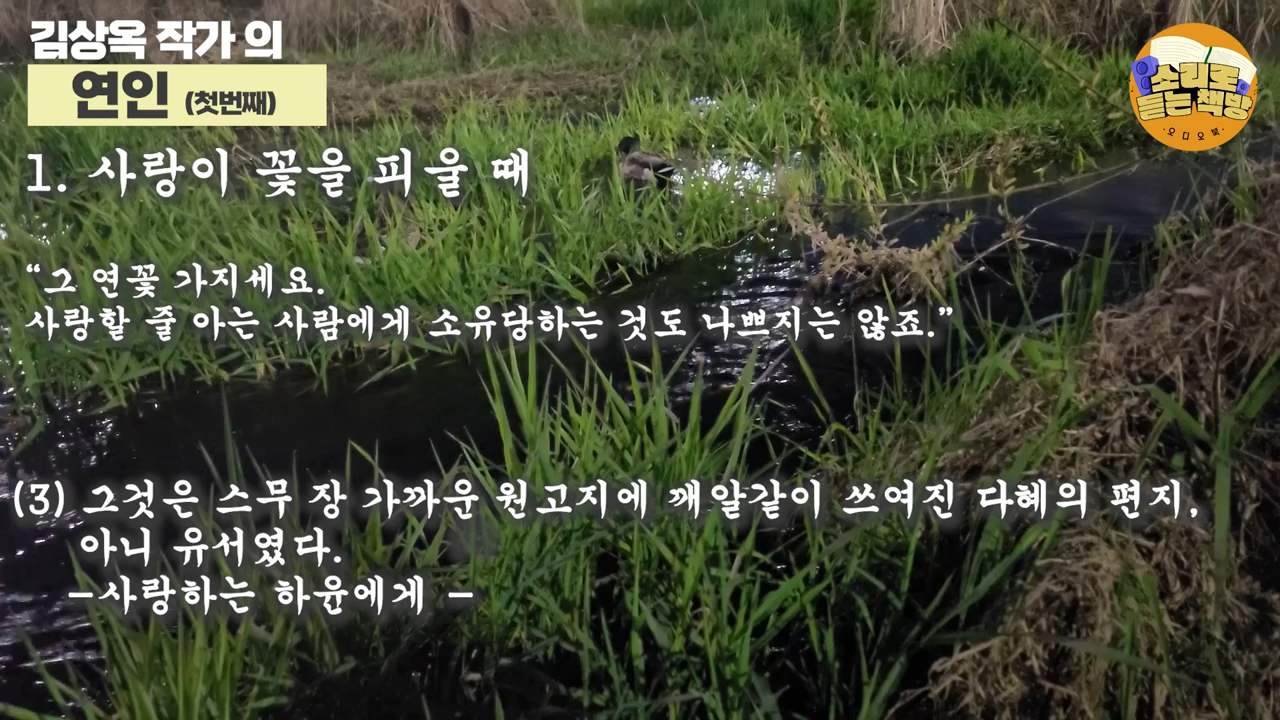 김상옥 작가 의
연인 (첫번째)
소리로
듣는 책방
·오디오북·
1. 사랑이 꽃을 피울 때
“그 연꽃 가지세요.
사랑할 줄 아는 사람에게 소유당하는 것도 나쁘지는 않죠.”
(3) 그것은 스무 장 가까운 원고지에 깨알같이 쓰여진 다혜의 편지,
아니 유서였다.
-사랑하는 하윤에게 -